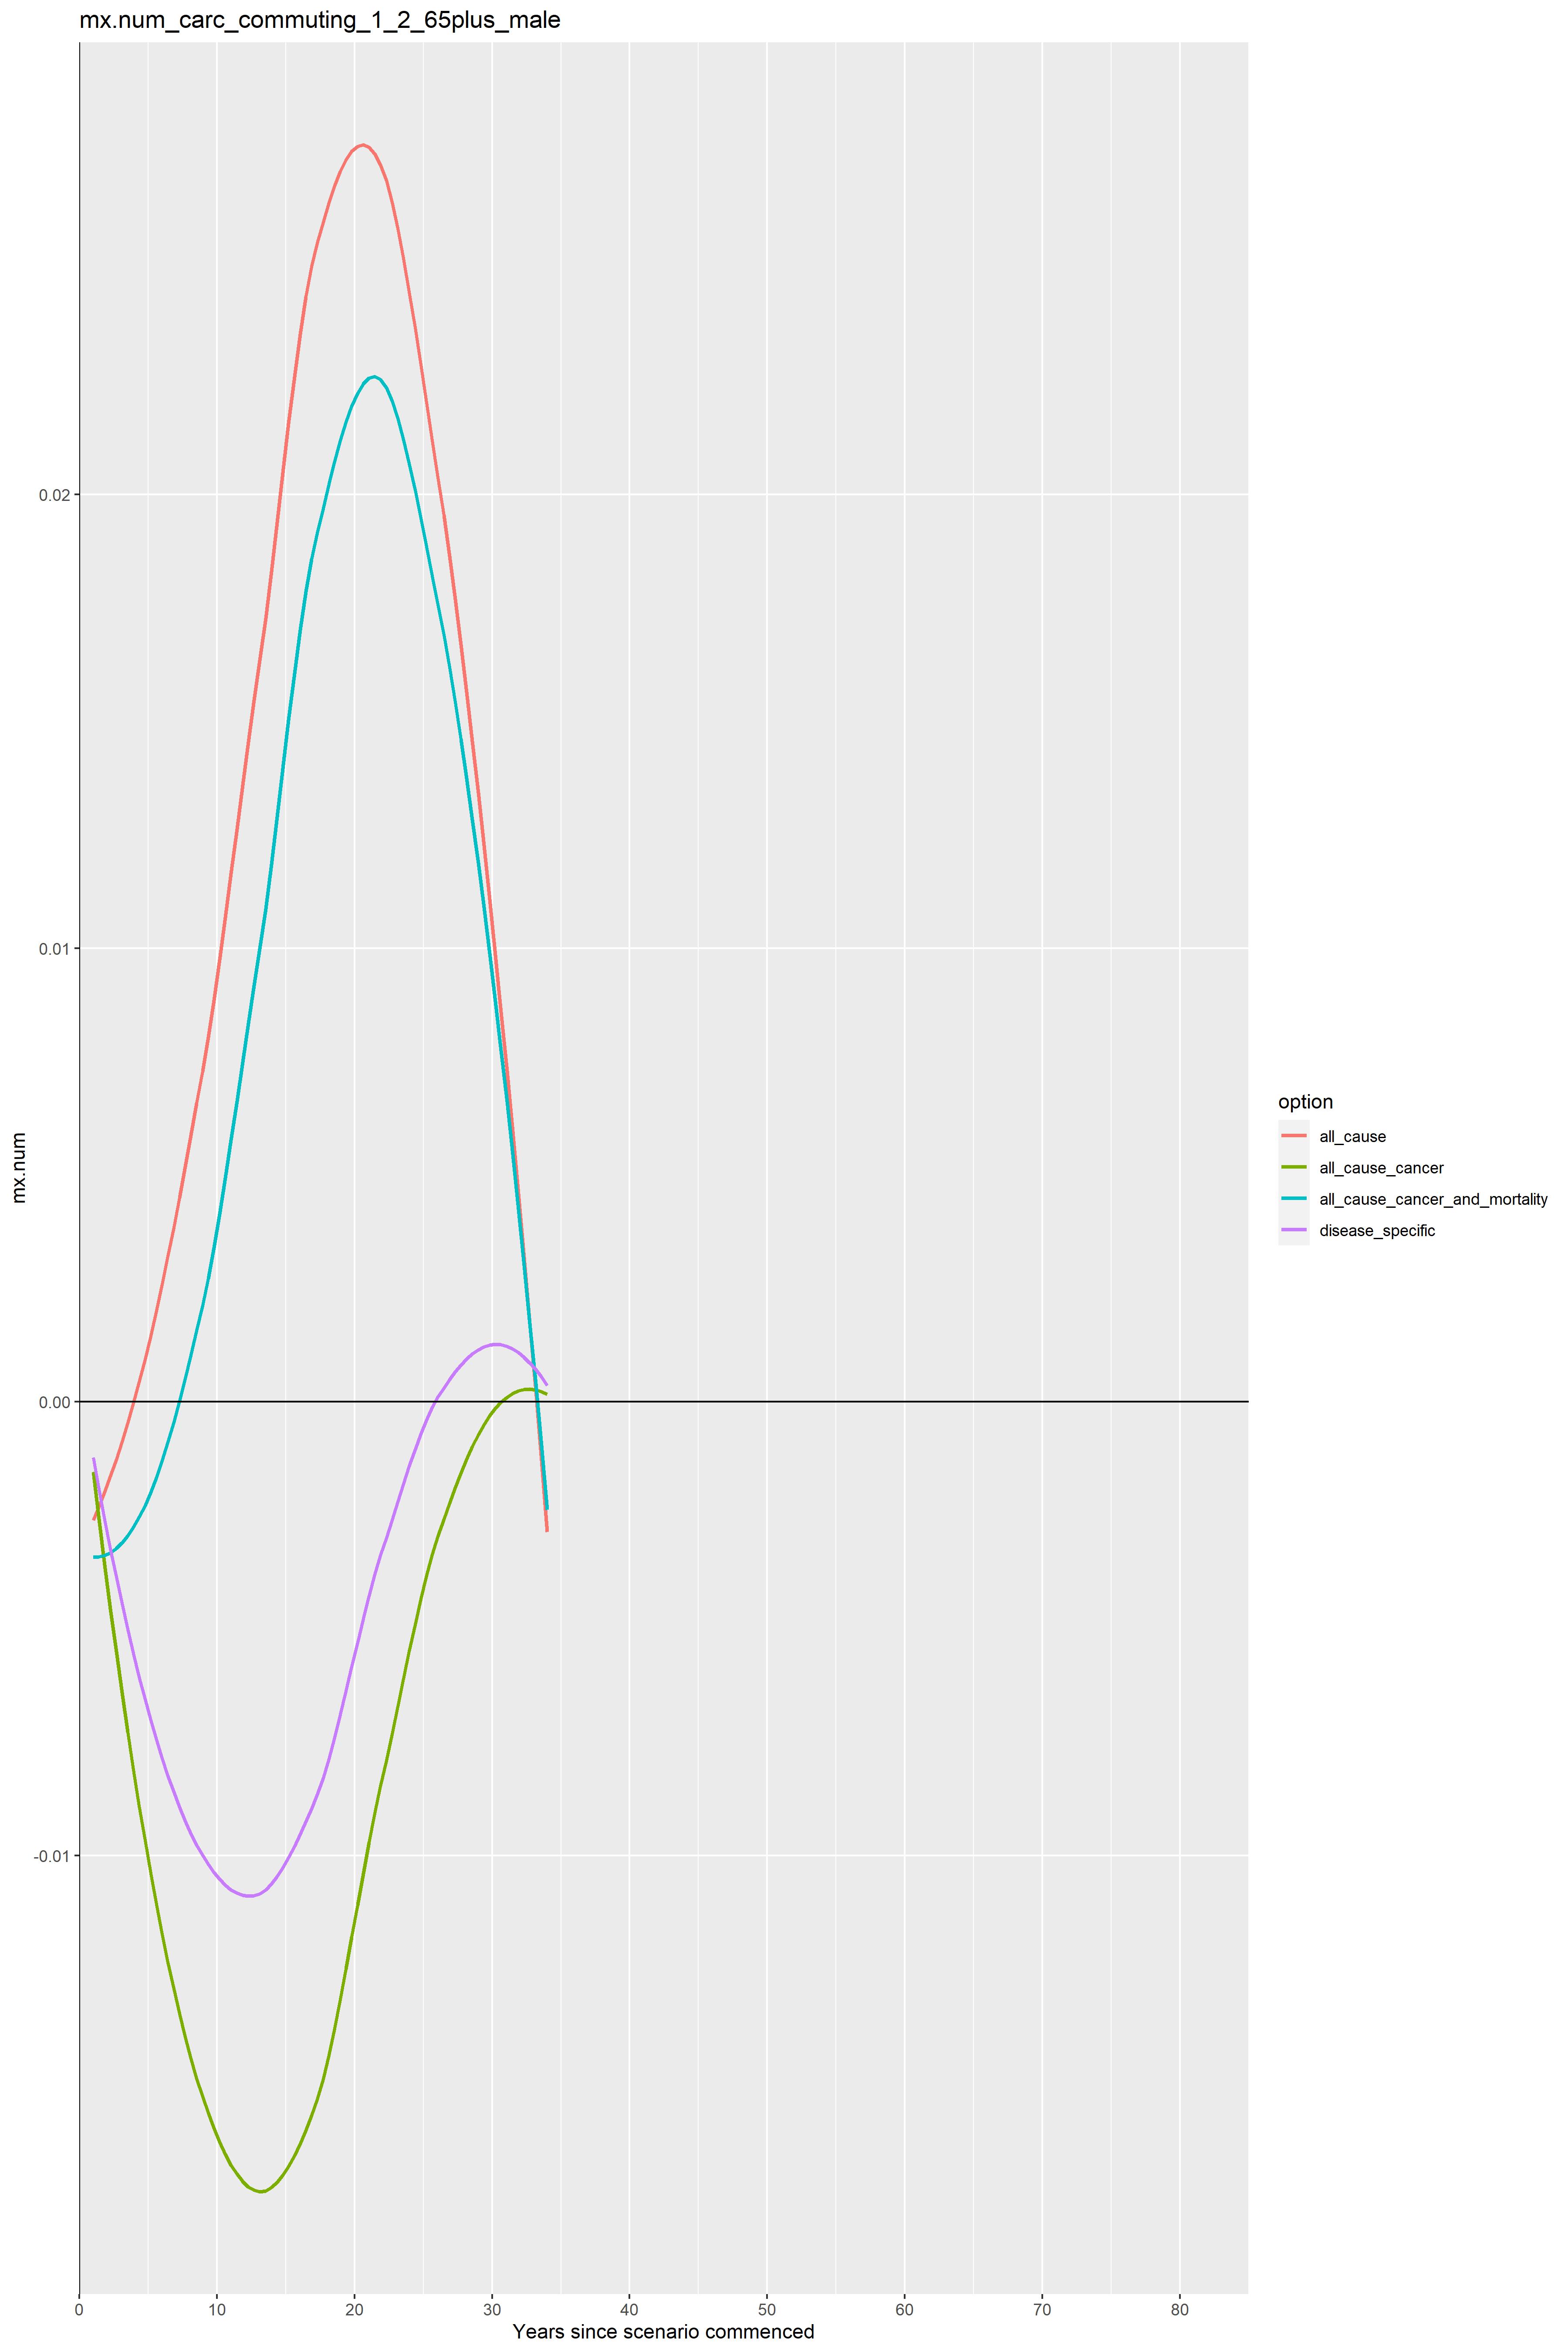 mx.num_carc_commuting_1_2_65plus_male
mx.num
0.02
0.01
0.00
-0.01
0 10 20 30 40 50 60 70 80
Years since scenario commenced
option
all_cause
all_cause_cancer
all_cause_cancer_and_mortality
disease_specific